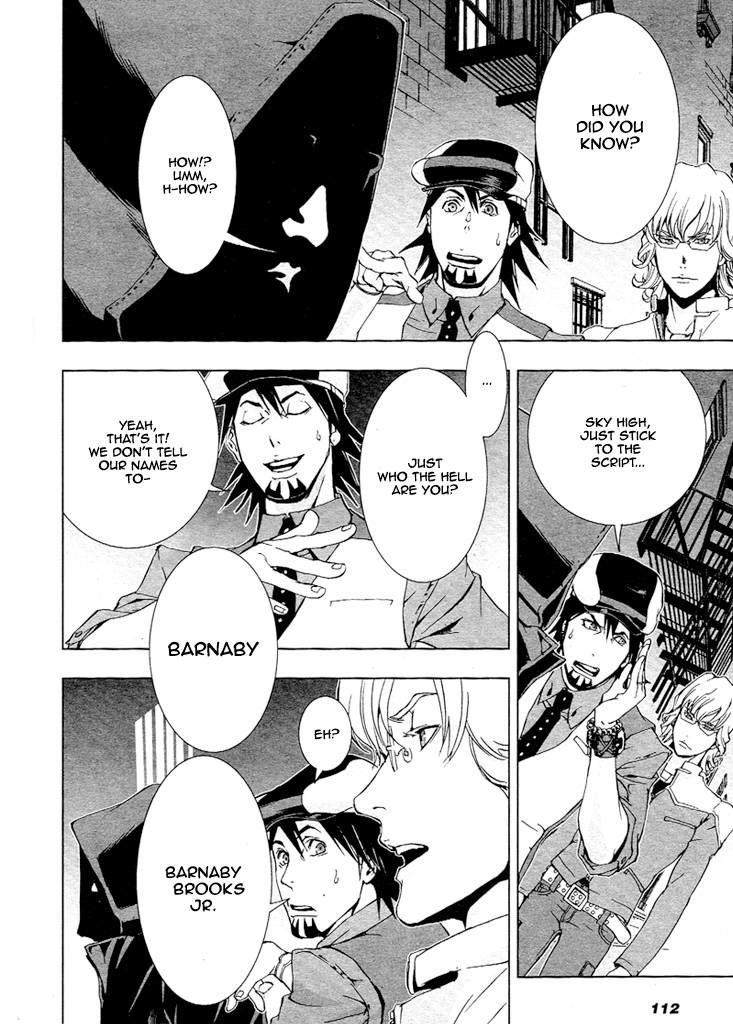 HOW
DID YOU
KNOW?
HOW!?
UMM,
H-HOW?
SKY HIGH,
JUST STICK
TO THE
SCRIPT...
...
JUST
WHO THE HELL
ARE YOU?
YEAH,
THAT'S IT!
WE DON'T TELL
OUR NAMES
TO-
BARNABY
EH?
BARNABY
BROOKS
JR.
112